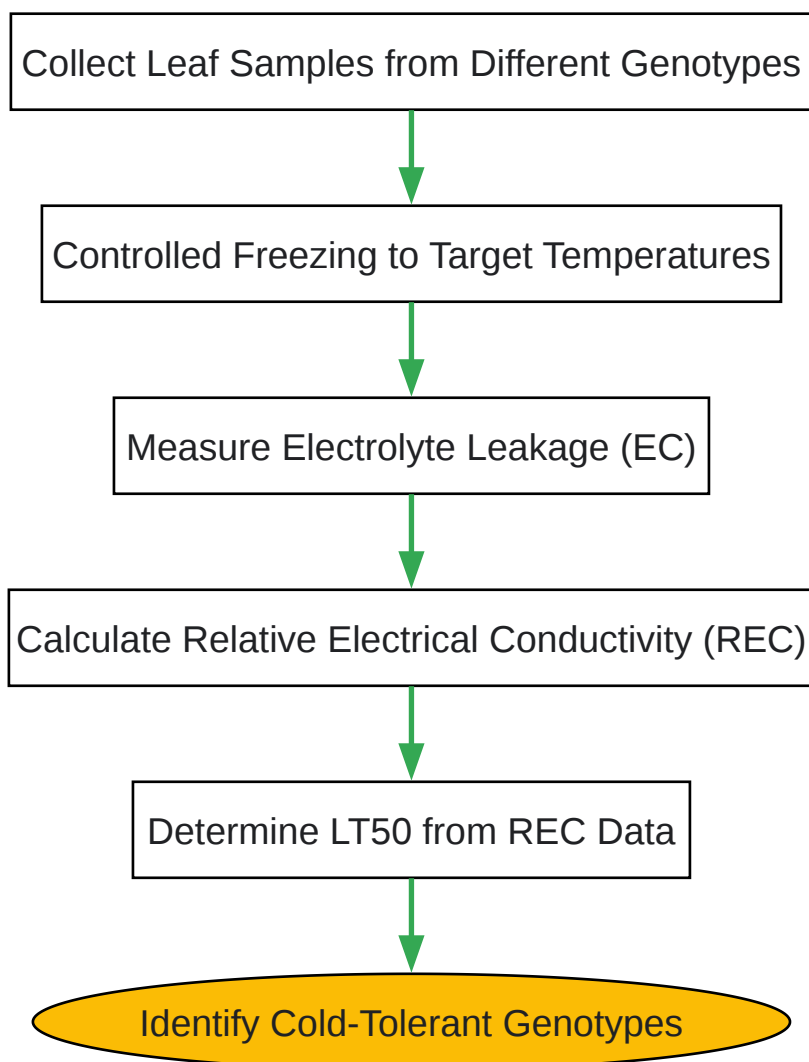 Collect Leaf Samples from Different Genotypes
Controlled Freezing to Target Temperatures
Measure Electrolyte Leakage (EC)
Calculate Relative Electrical Conductivity (REC)
Determine LT50 from REC Data
Identify Cold-Tolerant Genotypes